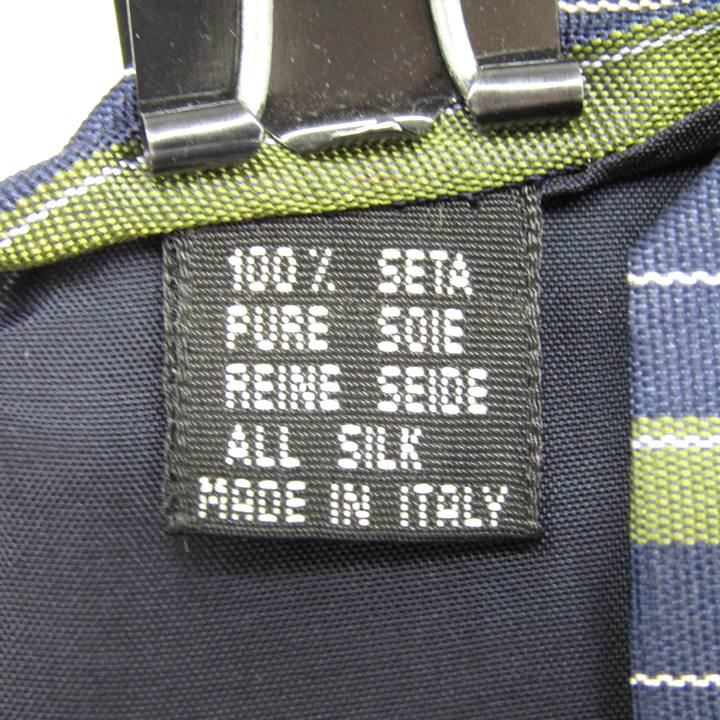 100% SETA
PURE SOIE
REINE SEIDE
ALL SILK
MADE IN ITALY